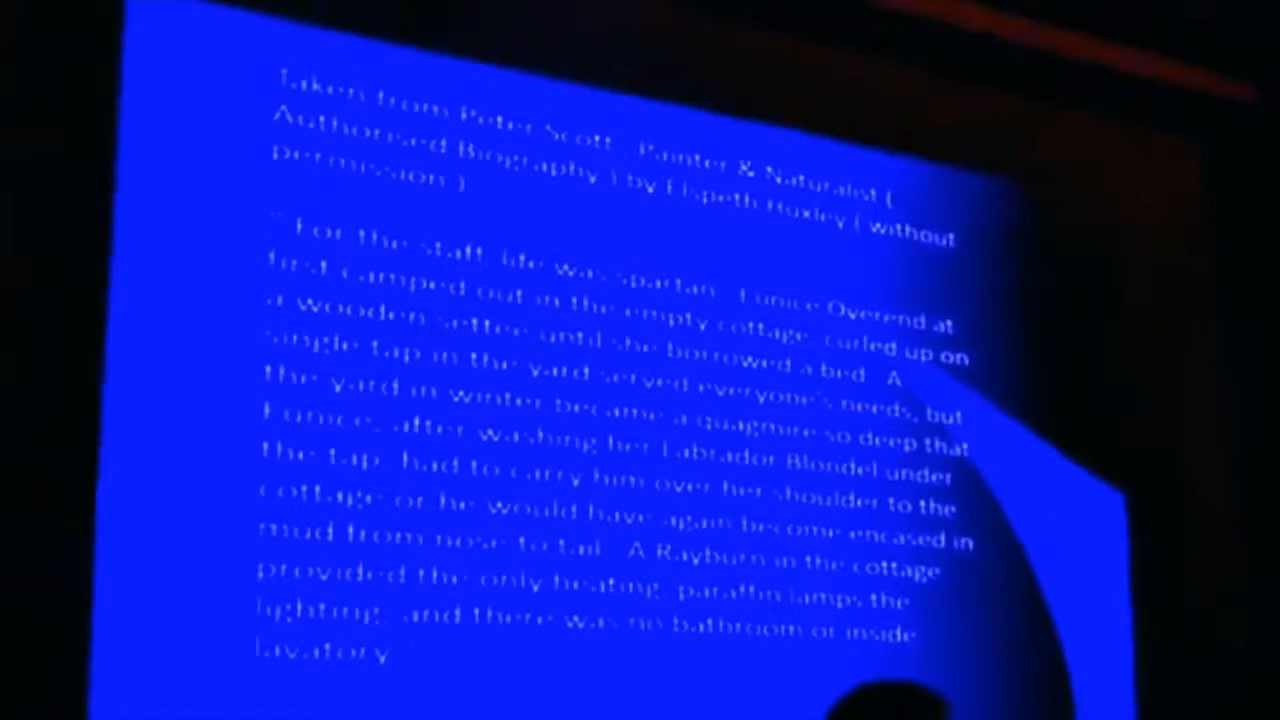 Taken from Peter Scott . Painter & Naturalist (
Authorised Biography ) by Elspeth Huxley ( without
permission )
" For the staff, life was spartan . Eunice Overend at
first camped out in the empty cottage, curled up on
a wooden settee until she borrowed a bed . A
single tap in the yard served everyone's needs, but
the yard in winter became a quagmire so deep that
Eunice, after washing her Labrador Blondel under
the tap, had to carry him over her shoulder to the
cottage or he would have again become encased in
mud from nose to tail . A Rayburn in the cottage
provided the only heating, paraffin lamps the
lighting, and there was no bathroom or inside
lavatory